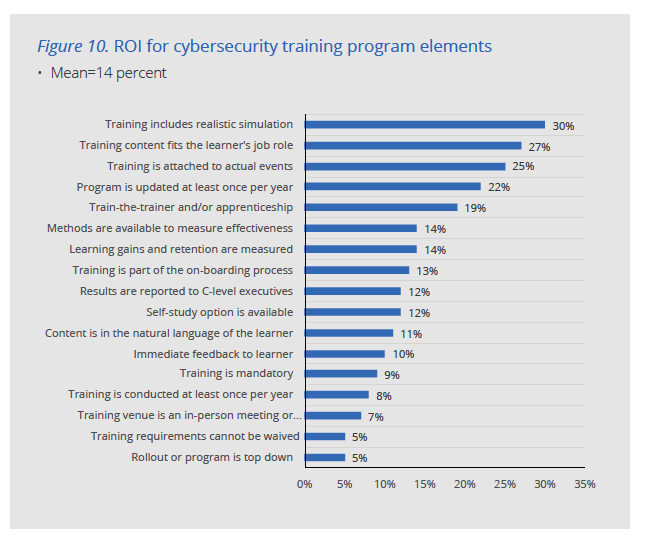 Figure 10. ROI for cybersecurity training program elements
• Mean=14 percent
Training includes realistic simulation 30%
Training content fits the learner's job role 27%
Training is attached to actual events 25%
Program is updated at least once per year 22%
Train-the-trainer and/or apprenticeship 19%
Methods are available to measure effectiveness 14%
Learning gains and retention are measured 14%
Training is part of the on-boarding process 13%
Results are reported to C-level executives 12%
Self-study option is available 12%
Content is in the natural language of the learner 11%
Immediate feedback to learner 10%
Training is mandatory 9%
Training is conducted at least once per year 8%
Training venue is an in-person meeting or... 7%
Training requirements cannot be waived 5%
Rollout or program is top down 5%
0% 5% 10% 15% 20% 25% 30% 35%